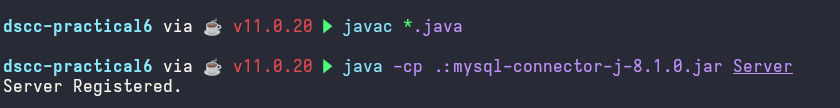 dscc-practical6 via ☕ v11.0.20 ▶ javac *.java
dscc-practical6 via ☕ v11.0.20 ▶ java -cp .:mysql-connector-j-8.1.0.jar Server
Server Registered.